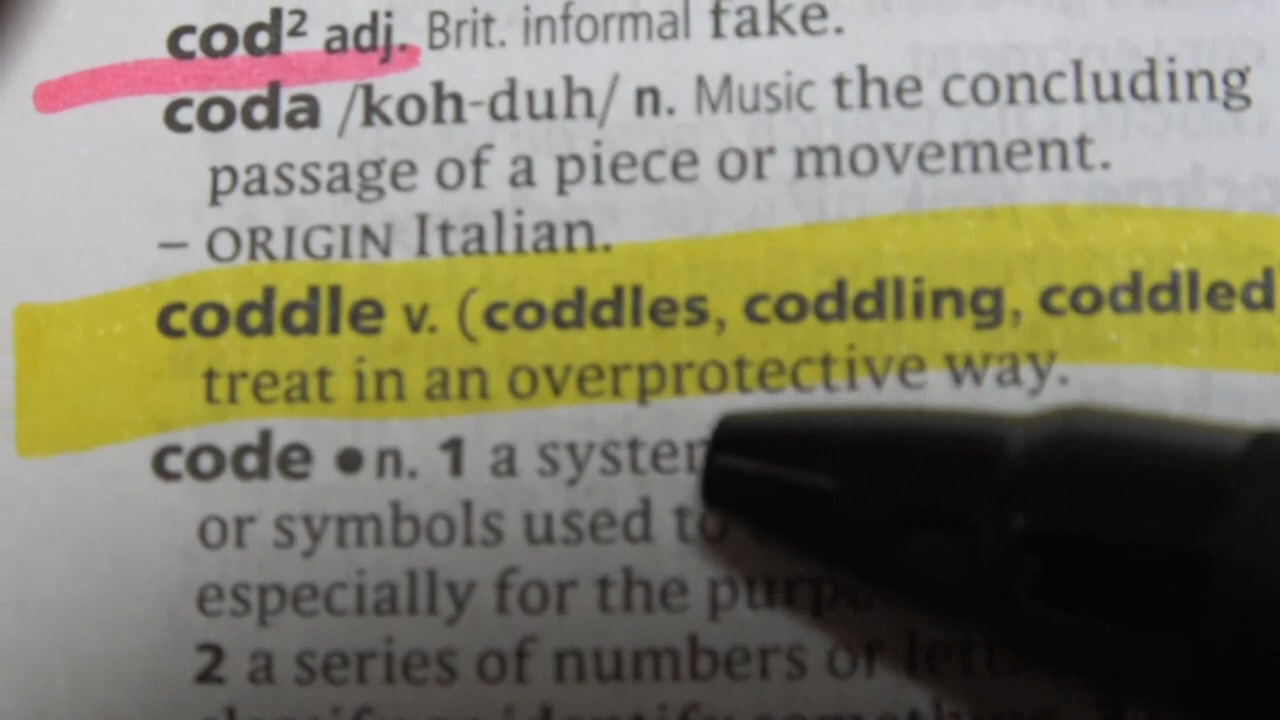 cod² adj. Brit. informal fake.
coda /koh-duh/ n. Music the concluding
passage of a piece or movement.
– ORIGIN Italian.
coddle v. (coddles, coddling, coddled
treat in an overprotective way.
code ●n. 1 a system
or symbols used to
especially for the
2 a series of numbers or